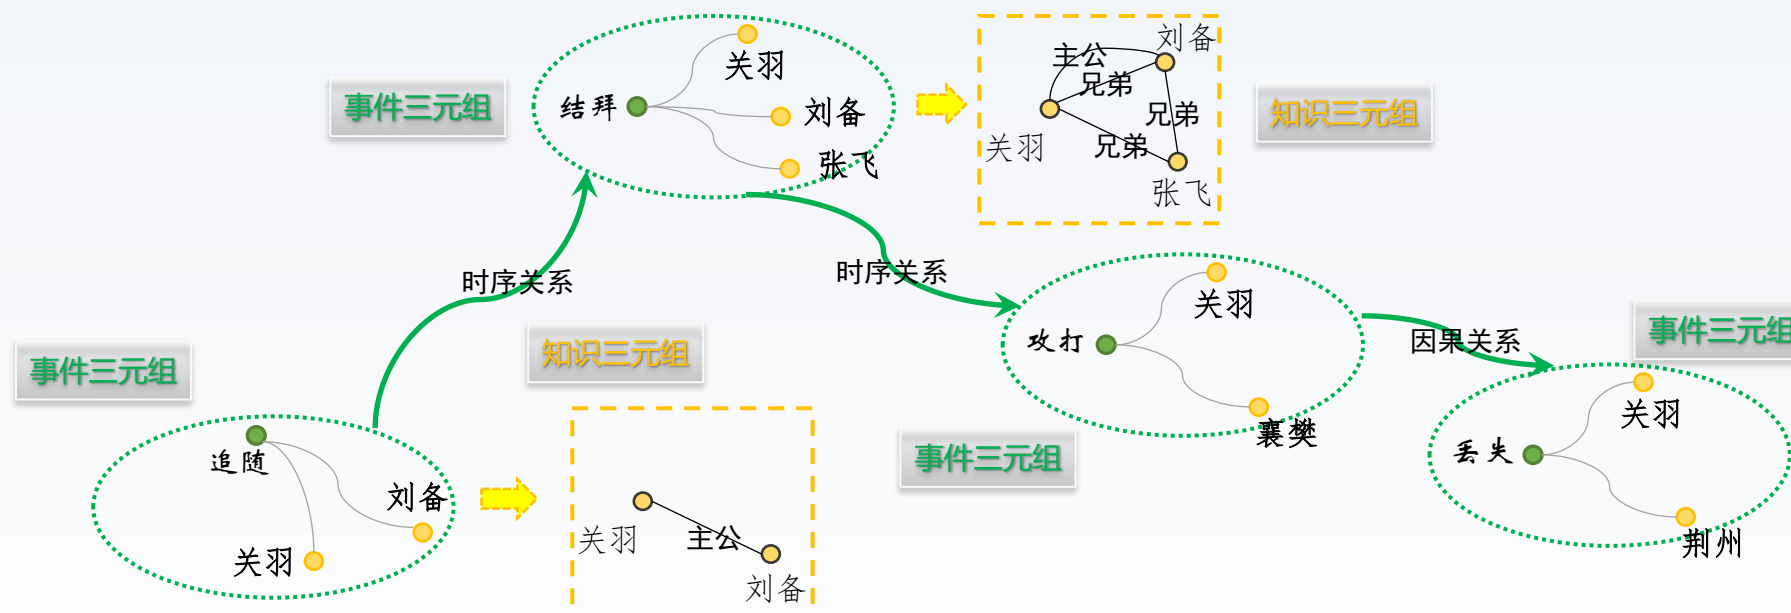 关羽
刘备
主公
事件三元组
关羽
兄弟
结拜
刘备
兄弟
知识三元组
张飞
关羽
兄弟
张飞
时序关系
时序关系
关羽
攻打
因果关系
事件三元组
事件三元组
知识三元组
关羽
襄樊
追随
事件三元组
丢失
刘备
关羽
主公
荆州
关羽
刘备